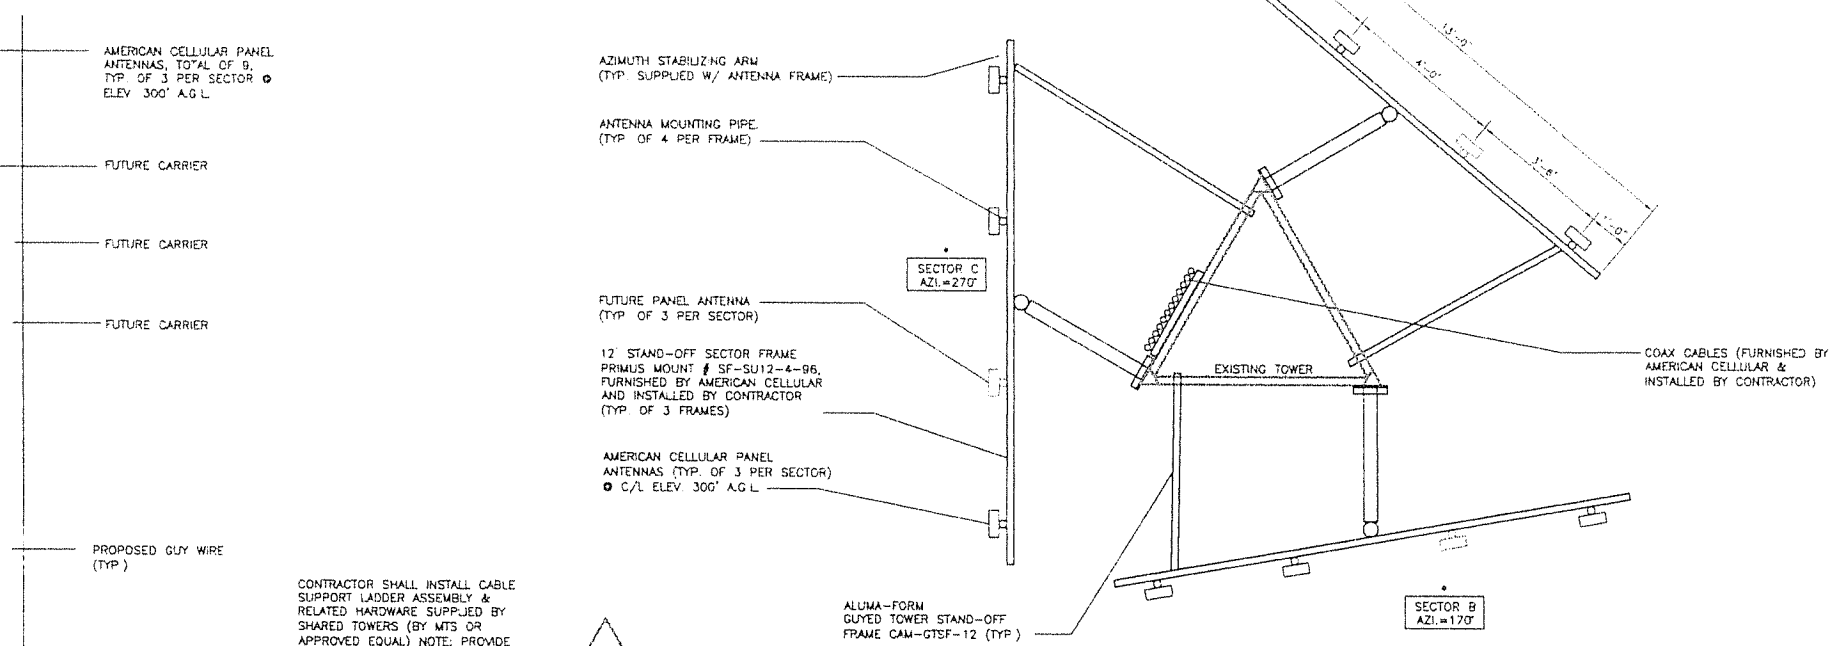 AMERICAN CELLULAR PANEL
ANTENNAS, TOTAL OF 9,
TYP. OF 3 PER SECTOR @
ELEV 300' A.G.L.
FUTURE CARRIER
FUTURE CARRIER
FUTURE CARRIER
PROPOSED GUY WIRE
(TYP.)
CONTRACTOR SHALL INSTALL CABLE
SUPPORT LADDER ASSEMBLY &
RELATED HARDWARE SUPPLIED BY
SHARED TOWERS (BY MTS OR
APPROVED EQUAL) NOTE: PROVIDE
AZIMUTH STABILIZING ARM
(TYP. SUPPLIED W/ ANTENNA FRAME)
ANTENNA MOUNTING PIPE.
(TYP OF 4 PER FRAME)
SECTOR C
AZI.=270°
FUTURE PANEL ANTENNA
(TYP OF 3 PER SECTOR)
12' STAND-OFF SECTOR FRAME
PRIMUS MOUNT # SF-SU12-4-96,
FURNISHED BY AMERICAN CELLULAR
AND INSTALLED BY CONTRACTOR
(TYP. OF 3 FRAMES)
AMERICAN CELLULAR PANEL
ANTENNAS (TYP. OF 3 PER SECTOR)
@ C/L ELEV. 300' A.G.L.
ALUMA-FORM
GUYED TOWER STAND-OFF
FRAME CAM-GTSF-12 (TYP.)
EXISTING TOWER
4'-0"
COAX CABLES (FURNISHED BY
AMERICAN CELLULAR &
INSTALLED BY CONTRACTOR)
SECTOR B
AZI.=170°